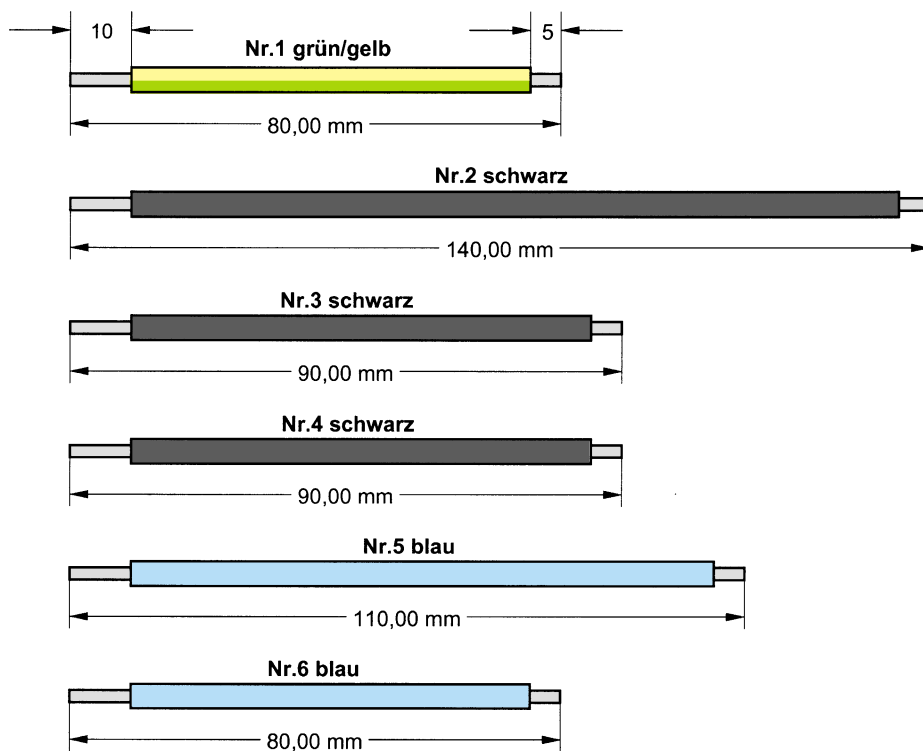 10
5
Nr.1 grün/gelb
80,00 mm
Nr.2 schwarz
140,00 mm
Nr.3 schwarz
90,00 mm
Nr.4 schwarz
90,00 mm
Nr.5 blau
110,00 mm
Nr.6 blau
80,00 mm